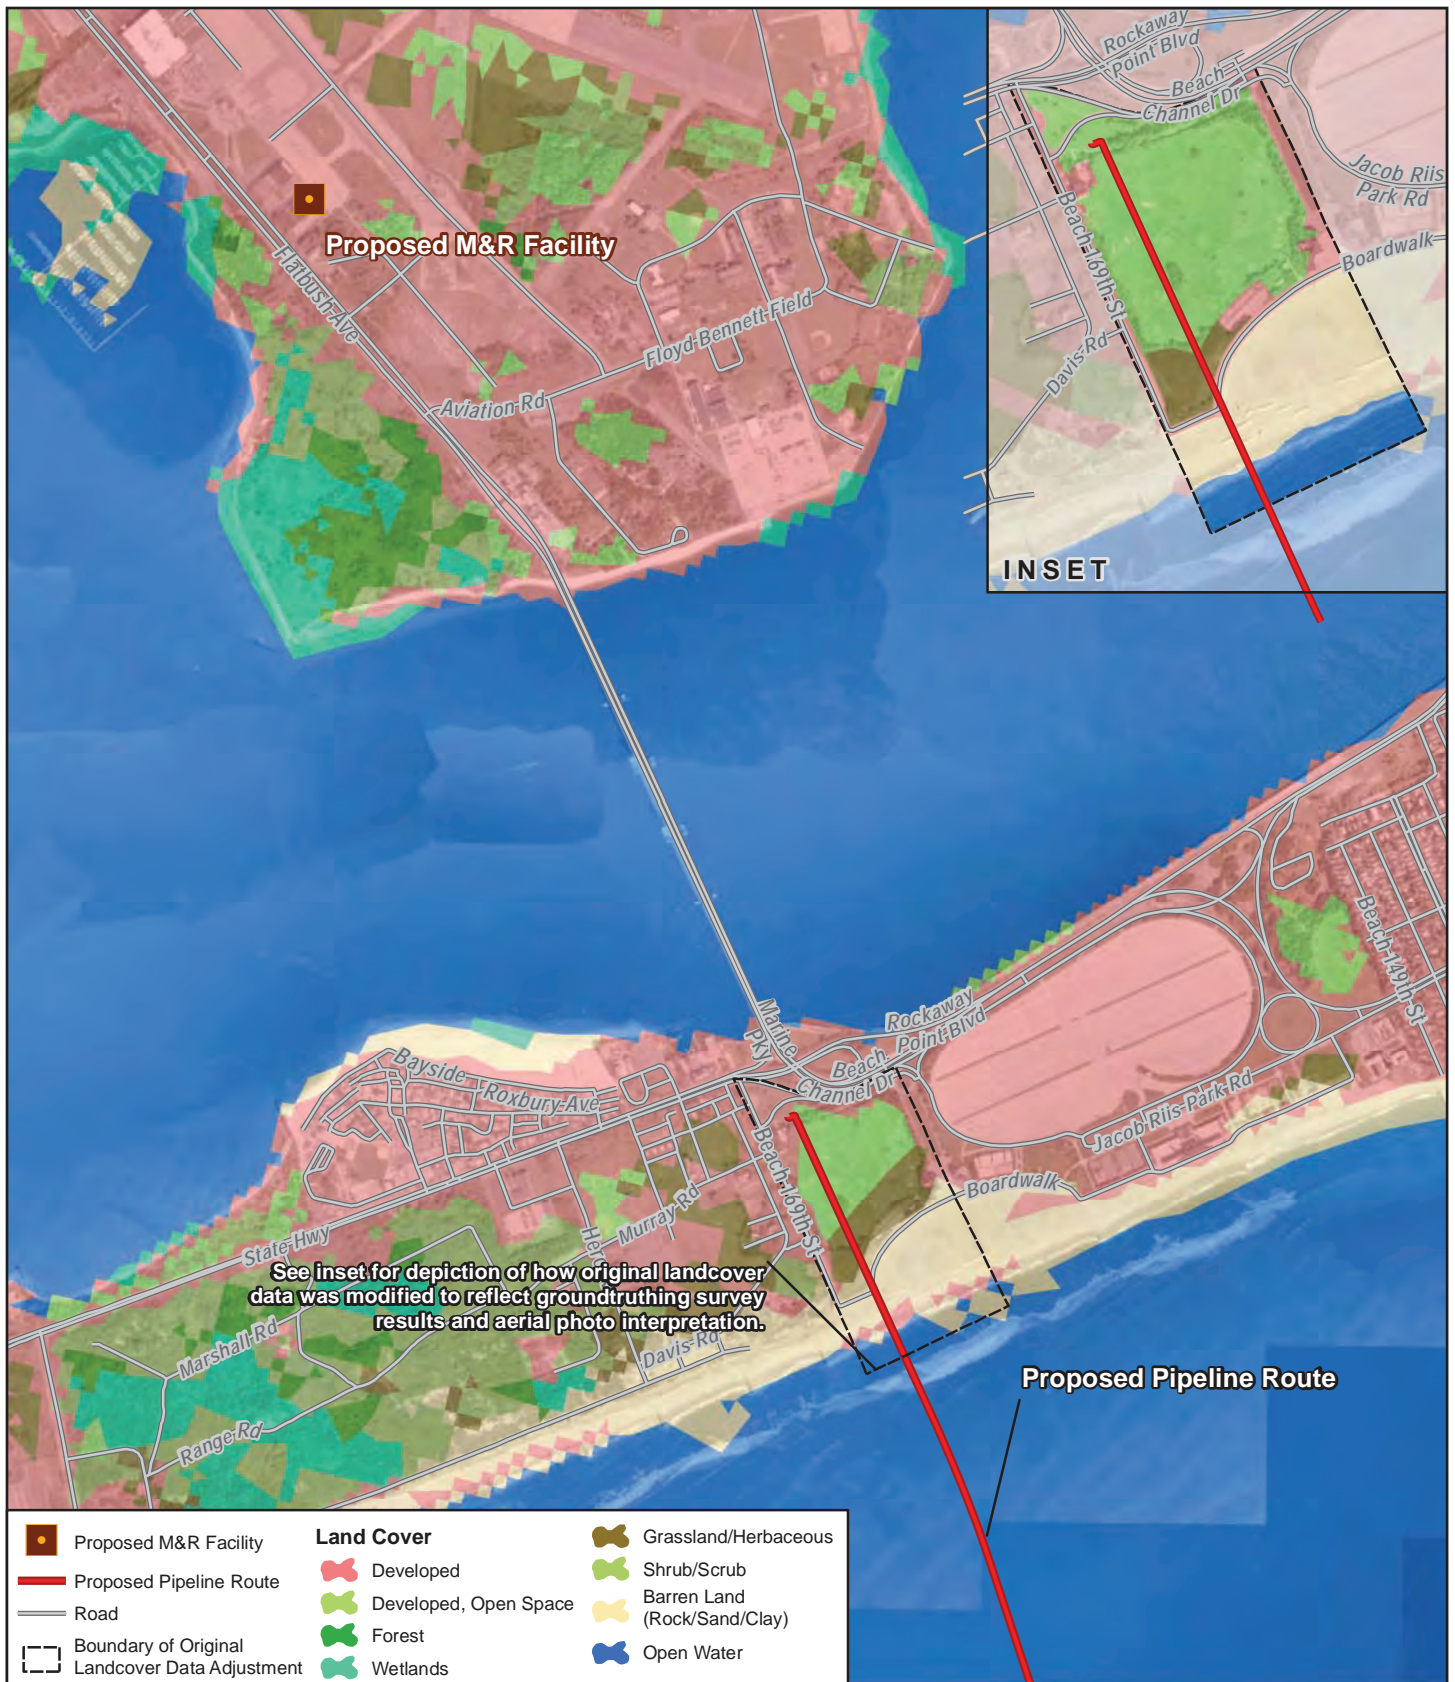 Rockaway
Point Blvd
Beach
Channel Dr
Jacob Riis
Park Rd
Boardwalk
Beach 169th St
Davis Rd
INSET
Proposed M&R Facility
Flatbush Ave
Floyd Bennett Field
Aviation Rd
Marine
Pky
Rockaway
Point Blvd
Beach
Channel Dr
Beach 149th St
Bayside
Roxbury Ave
Jacob Riis Park Rd
Boardwalk
Beach 169th St
Murray Rd
State Hwy
See inset for depiction of how original landcover
data was modified to reflect groundtruthing survey
results and aerial photo interpretation.
Marshall Rd
Davis Rd
Range Rd
Proposed Pipeline Route
Proposed M&R Facility
Proposed Pipeline Route
Road
Boundary of Original
Landcover Data Adjustment
Land Cover
Developed
Developed, Open Space
Forest
Wetlands
Grassland/Herbaceous
Shrub/Scrub
Barren Land
(Rock/Sand/Clay)
Open Water